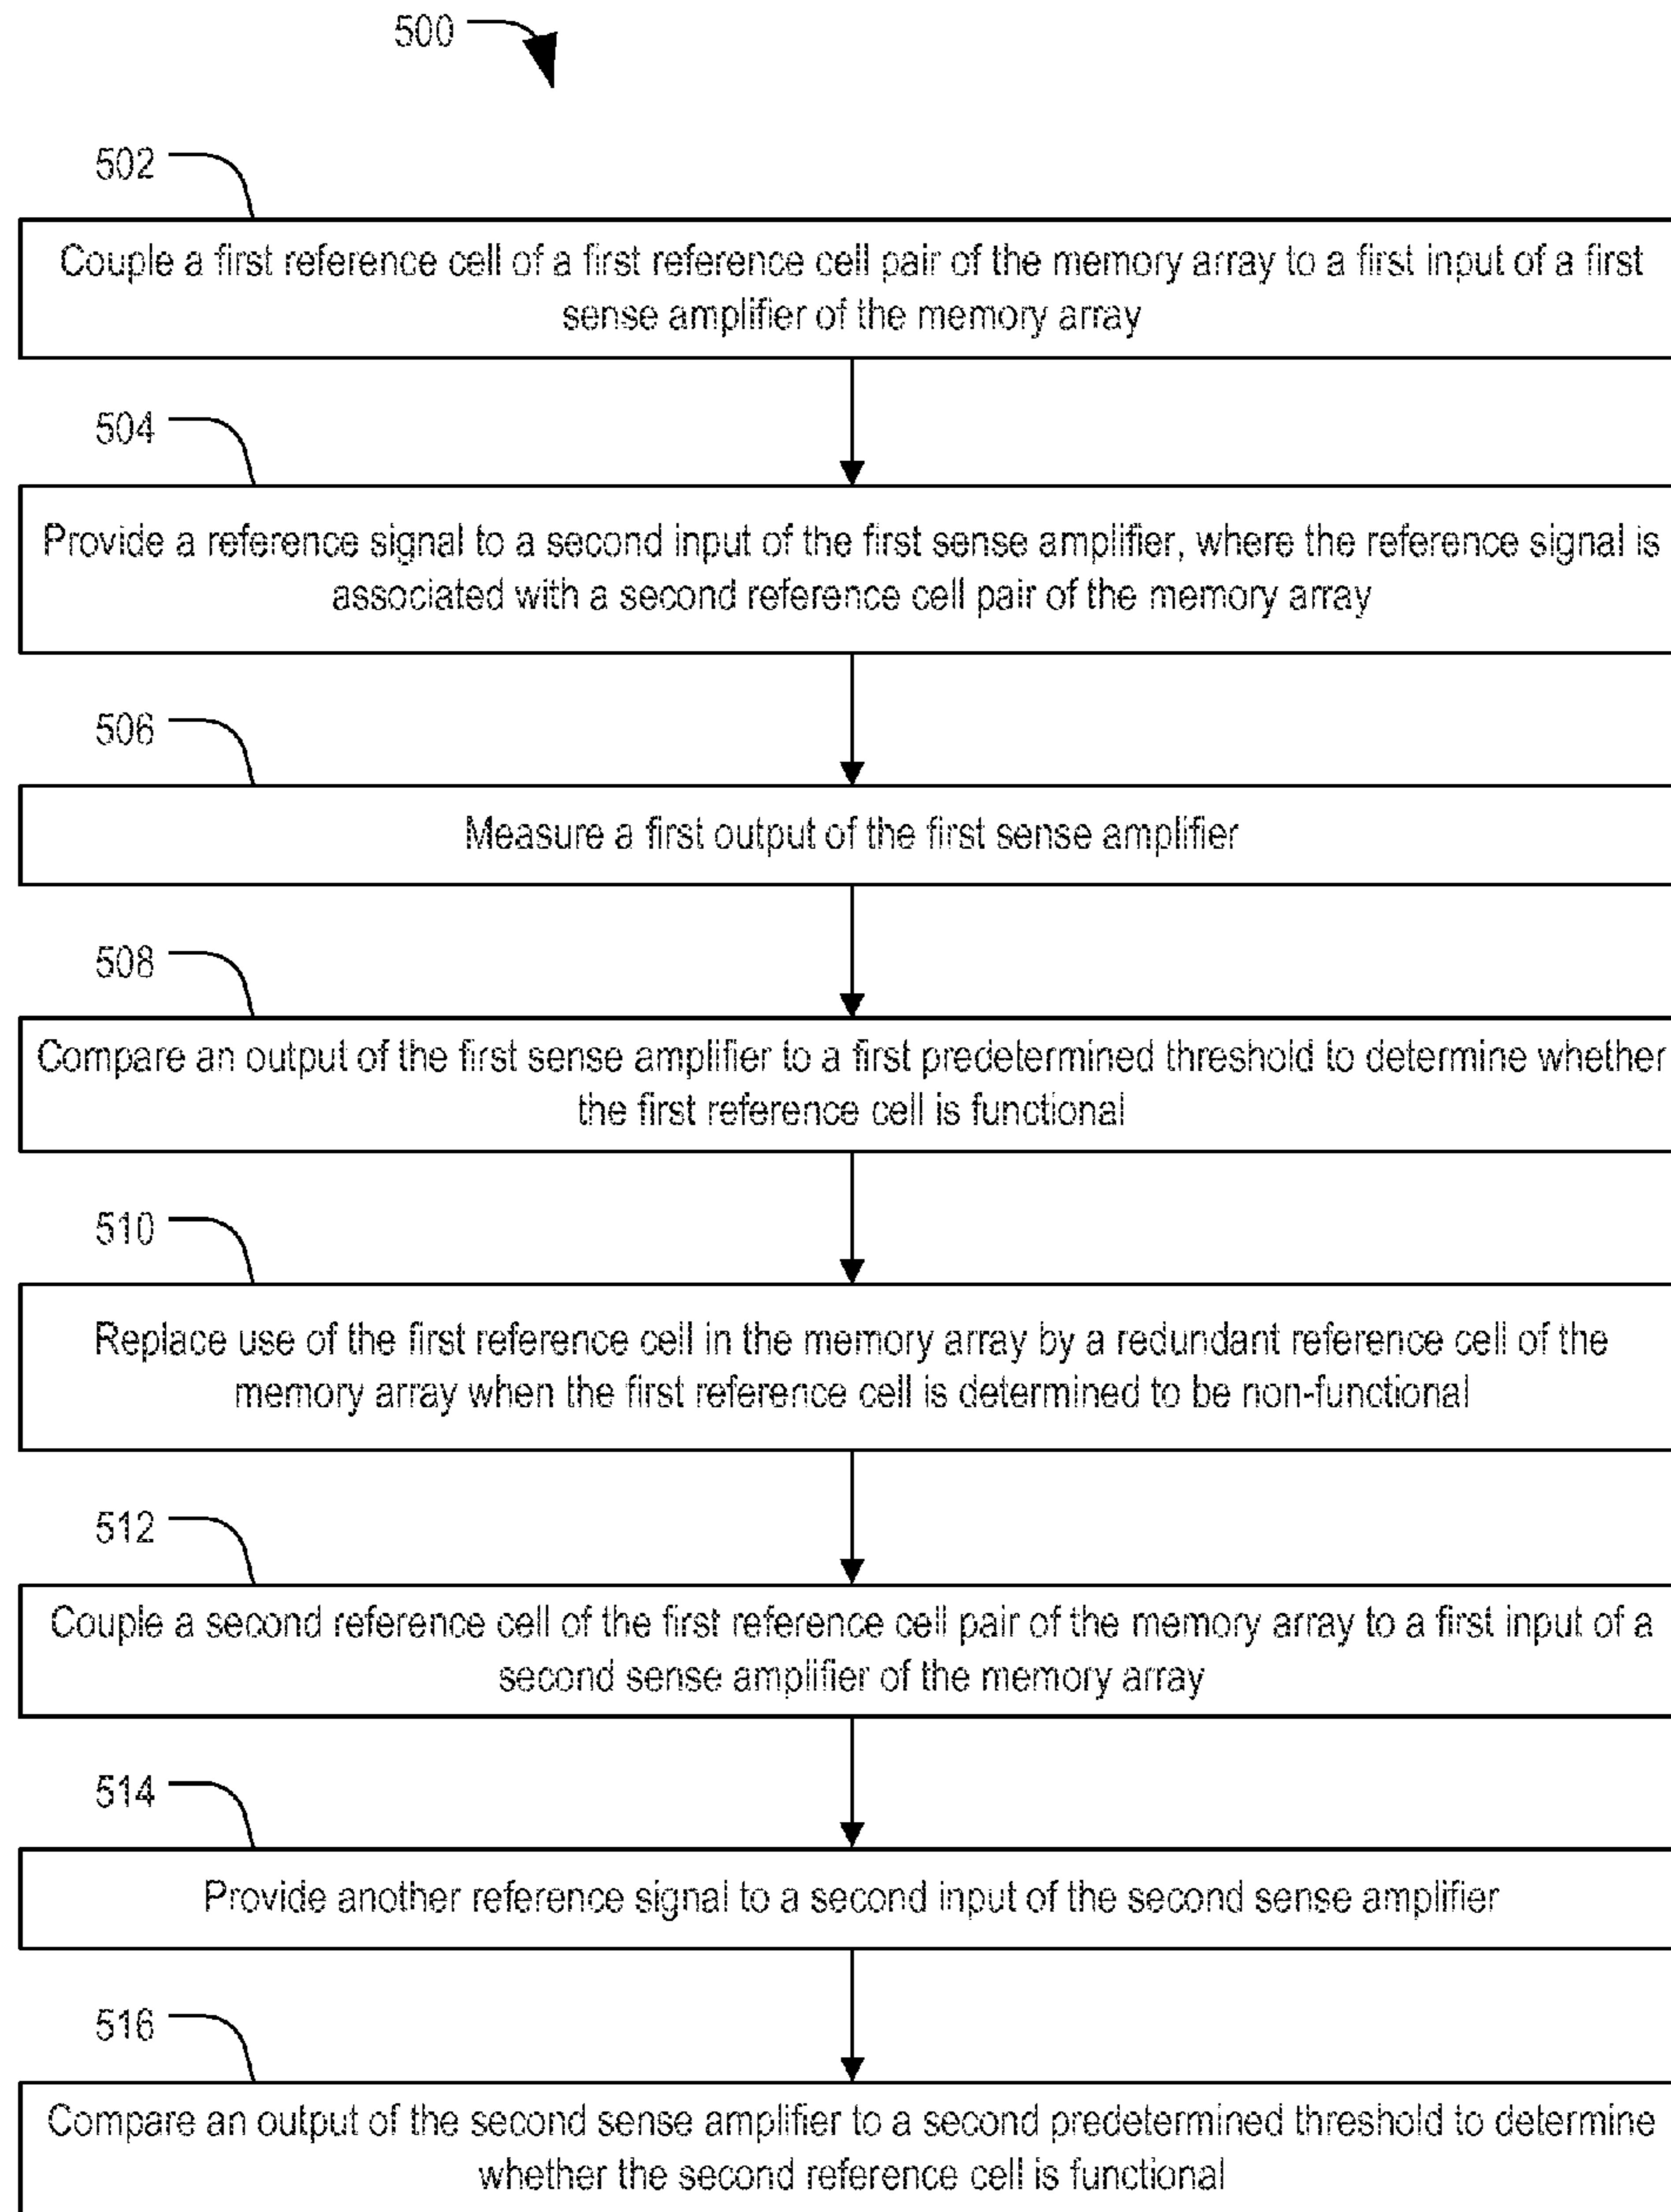 500
502
Couple a first reference cell of a first reference cell pair of the memory array to a first input of a first
sense amplifier of the memory array
504
Provide a reference signal to a second input of the first sense amplifier, where the reference signal is
associated with a second reference cell pair of the memory array
506
Measure a first output of the first sense amplifier
508
Compare an output of the first sense amplifier to a first predetermined threshold to determine whether
the first reference cell is functional
510
Replace use of the first reference cell in the memory array by a redundant reference cell of the
memory array when the first reference cell is determined to be non-functional
512
Couple a second reference cell of the first reference cell pair of the memory array to a first input of a
second sense amplifier of the memory array
514
Provide another reference signal to a second input of the second sense amplifier
516
Compare an output of the second sense amplifier to a second predetermined threshold to determine
whether the second reference cell is functional